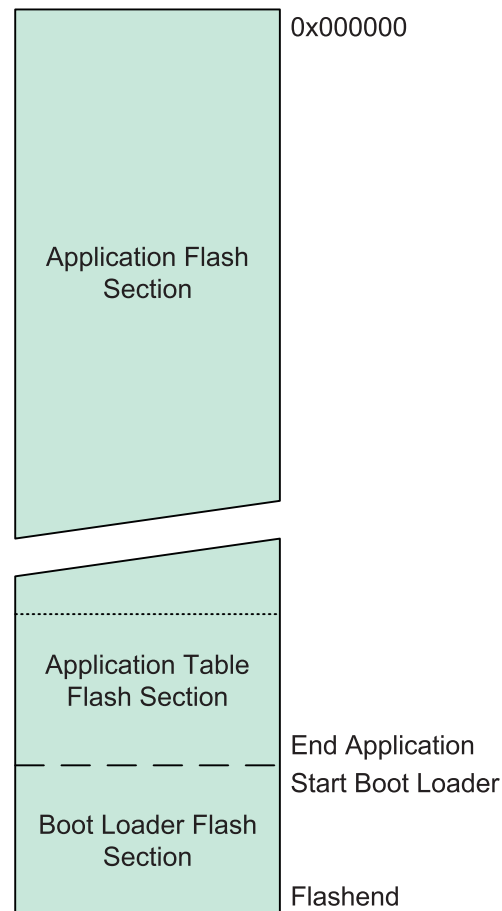 0x000000
Application Flash
Section
Application Table
Flash Section
End Application
Start Boot Loader
Boot Loader Flash
Section
Flashend